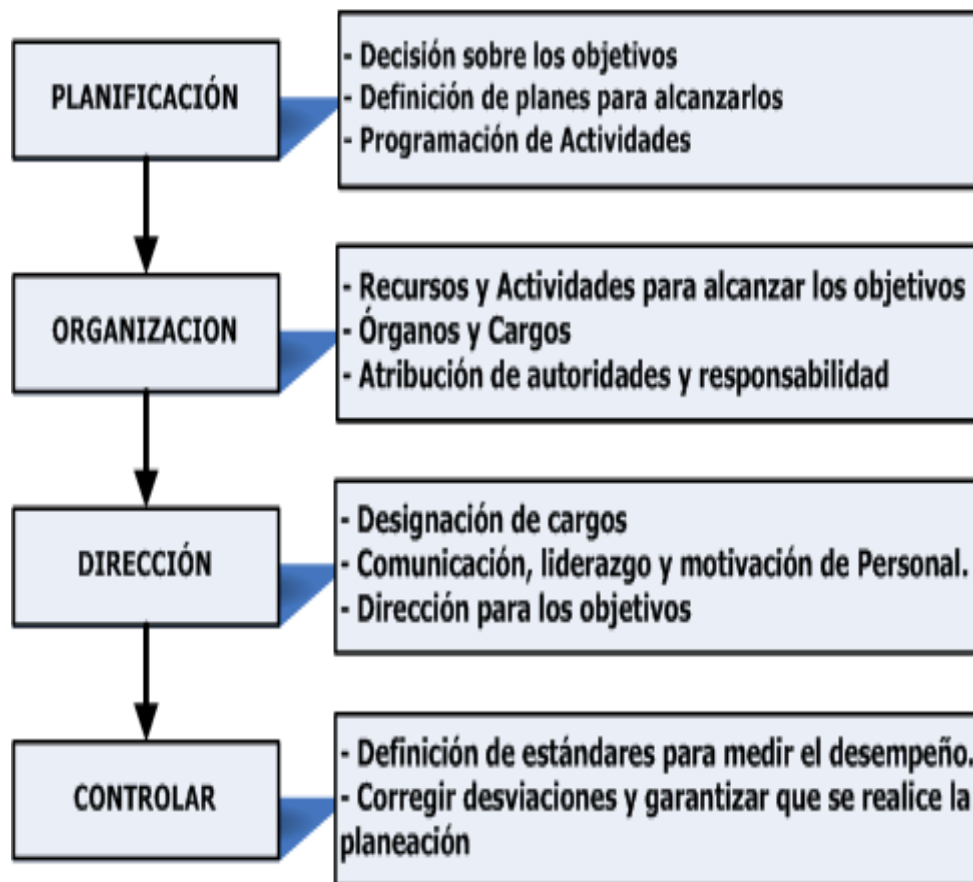 PLANIFICACIÓN
- Decisión sobre los objetivos
- Definición de planes para alcanzarlos
- Programación de Actividades
ORGANIZACION
- Recursos y Actividades para alcanzar los objetivos
- Órganos y Cargos
- Atribución de autoridades y responsabilidad
DIRECCIÓN
- Designación de cargos
- Comunicación, liderazgo y motivación de Personal.
- Dirección para los objetivos
CONTROLAR
- Definición de estándares para medir el desempeño.
- Corregir desviaciones y garantizar que se realice la
planeación